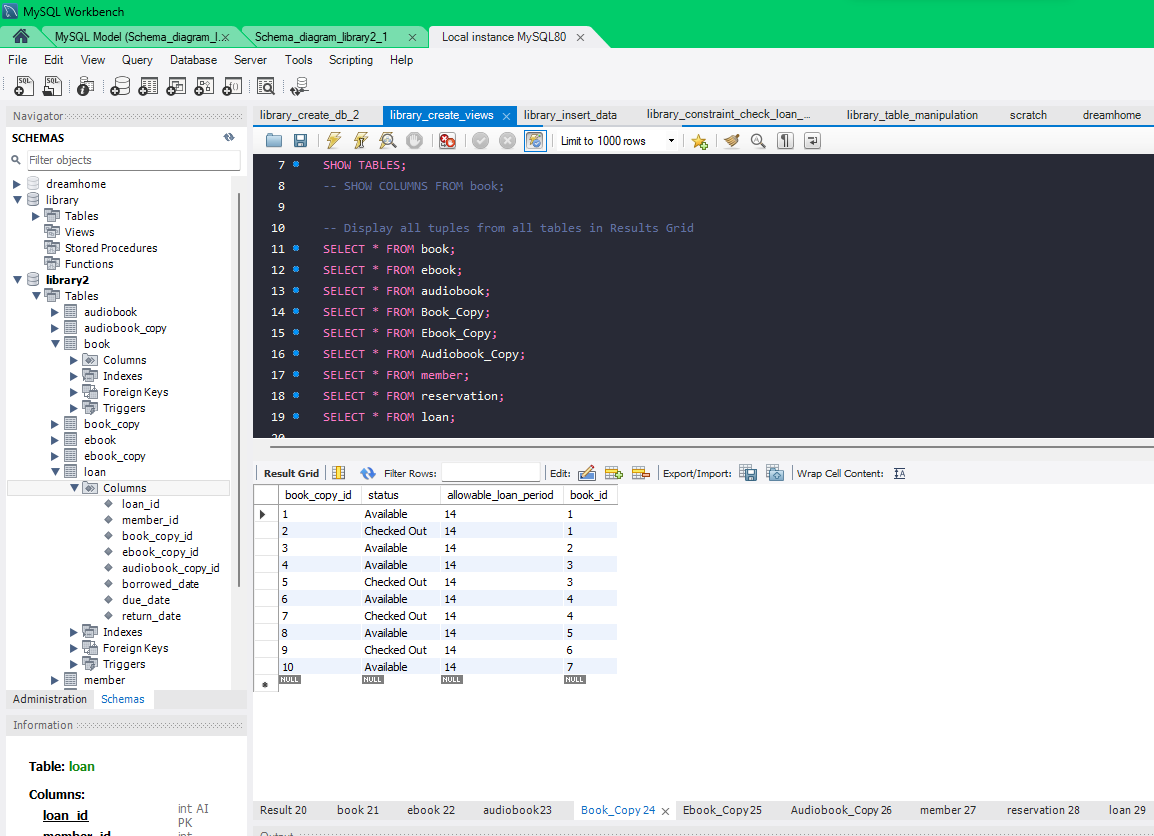 MySQL Workbench
MySQL Model (Schema_diagram_l.× Schema_diagram_library2_1 × Local instance MySQL80 ×
File Edit View Query Database Server Tools Scripting Help
Navigator library_create_db_2 library_create_views × library_insert_data library_constraint_check_loan_... library_table_manipulation scratch dreamhome
SCHEMAS
Limit to 1000 rows
Filter objects
dreamhome
library
Tables
Views
Stored Procedures
Functions
library2
Tables
audiobook
audiobook_copy
book
Columns
Indexes
Foreign Keys
Triggers
book_copy
ebook
ebook_copy
loan
Columns
loan_id
member_id
book_copy_id
ebook_copy_id
audiobook_copy_id
borrowed_date
due_date
return_date
Indexes
Foreign Keys
Triggers
member
Administration Schemas
Information
Table: loan
Columns:
loan_id int AI
PK
member_id int
7 SHOW TABLES;
8 -- SHOW COLUMNS FROM book;
9
10 -- Display all tuples from all tables in Results Grid
11 SELECT * FROM book;
12 SELECT * FROM ebook;
13 SELECT * FROM audiobook;
14 SELECT * FROM Book_Copy;
15 SELECT * FROM Ebook_Copy;
16 SELECT * FROM Audiobook_Copy;
17 SELECT * FROM member;
18 SELECT * FROM reservation;
19 SELECT * FROM loan;
20
Result Grid Filter Rows: Edit: Export/Import: Wrap Cell Content:
book_copy_id status allowable_loan_period book_id
1 Available 14 1
2 Checked Out 14 1
3 Available 14 2
4 Available 14 3
5 Checked Out 14 3
6 Available 14 4
7 Checked Out 14 4
8 Available 14 5
9 Checked Out 14 6
10 Available 14 7
NULL NULL NULL NULL
Result 20 book 21 ebook 22 audiobook23 Book_Copy 24 × Ebook_Copy25 Audiobook_Copy 26 member 27 reservation 28 loan 29
Output